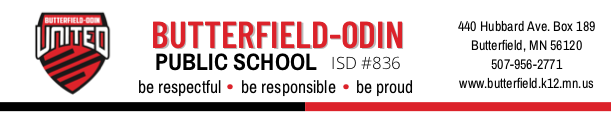 BUTTERFIELD-ODIN
UNITED
BUTTERFIELD-ODIN
PUBLIC SCHOOL ISD #836
be respectful • be responsible • be proud
440 Hubbard Ave. Box 189
Butterfield, MN 56120
507-956-2771
www.butterfield.k12.mn.us